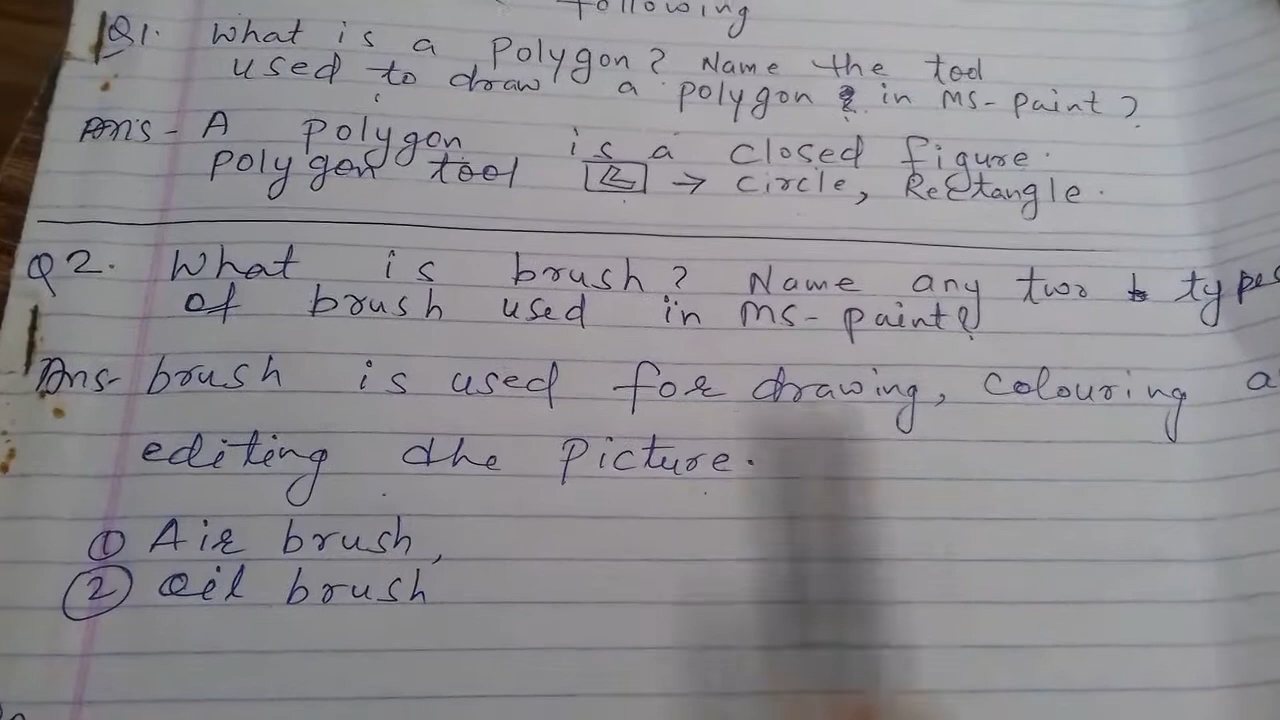 following
Q1. What is a Polygon? Name the tool
used to draw a polygon in MS-paint?
Ans- A polygon is a closed figure.
polygon tool → circle, Rectangle.
Q2. What is brush? Name any two types
of brush used in MS-paint?
Ans- brush is used for drawing, colouring a
editing the Picture.
① Air brush,
② Oil brush